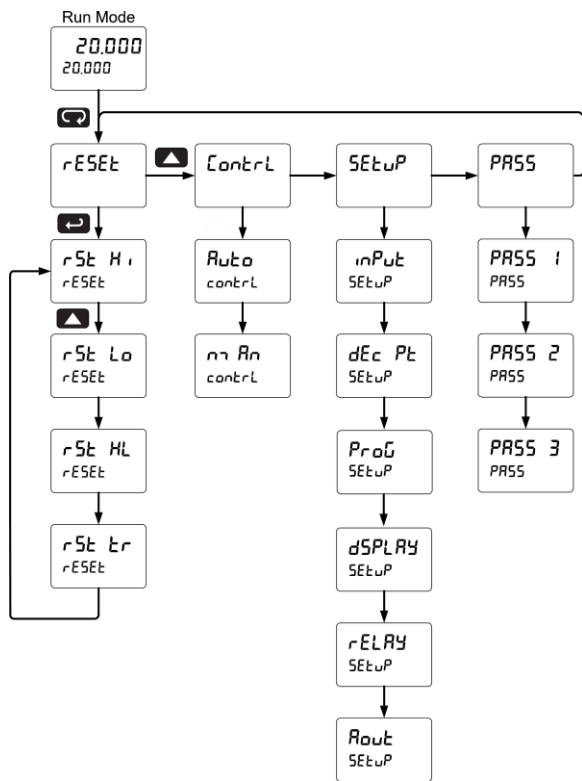 Run Mode
20.000
20.000
rESEt
ContrL
SEtuP
PASS
rSt Hi
rESEt
Auto
contrL
inPut
SEtuP
PASS 1
PASS
rSt Lo
rESEt
mAn
contrL
dEc Pt
SEtuP
PASS 2
PASS
rSt HL
rESEt
ProG
SEtuP
PASS 3
PASS
rSt tr
rESEt
dSPLAY
SEtuP
rELAY
SEtuP
Aout
SEtuP